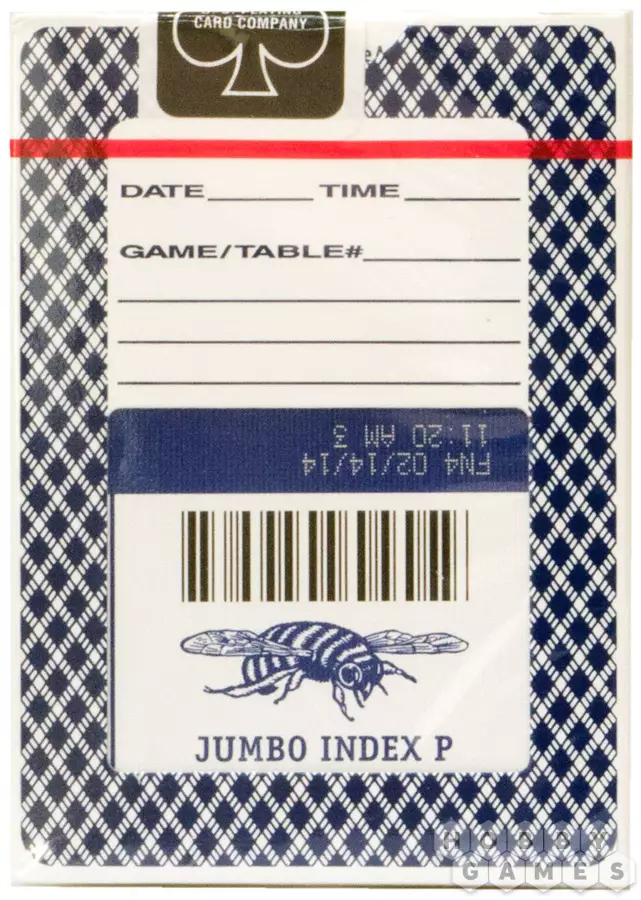 CARD COMPANY
DATE TIME
GAME/TABLE#
FN4 02/14/14
11:20 AM 3
JUMBO INDEX P
HOBBY
GAMES